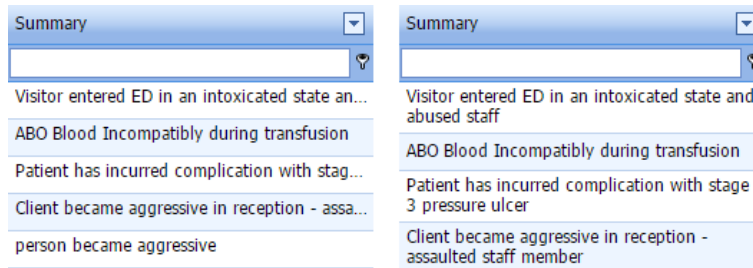 Summary
Visitor entered ED in an intoxicated state an...
ABO Blood Incompatibly during transfusion
Patient has incurred complication with stag...
Client became aggressive in reception - assa...
person became aggressive
Summary
Visitor entered ED in an intoxicated state and
abused staff
ABO Blood Incompatibly during transfusion
Patient has incurred complication with stage
3 pressure ulcer
Client became aggressive in reception -
assaulted staff member